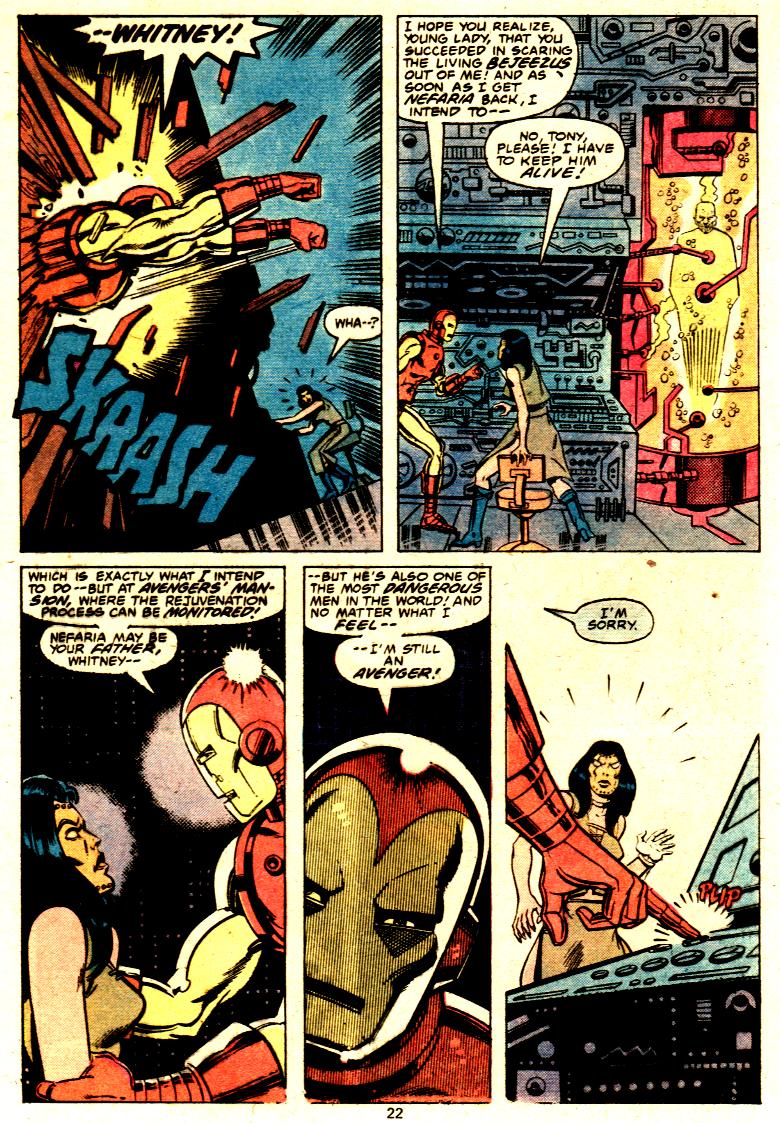 --WHITNEY!
WHA--?
SKRASH
I HOPE YOU REALIZE,
YOUNG LADY, THAT YOU
SUCCEEDED IN SCARING
THE LIVING BEJEEZUS
OUT OF ME! AND AS
SOON AS I GET
NEFARIA BACK, I
INTEND TO--
NO, TONY,
PLEASE! I HAVE
TO KEEP HIM
ALIVE!
WHICH IS EXACTLY WHAT I INTEND
TO DO--BUT AT AVENGERS' MAN-
SION, WHERE THE REJUVENATION
PROCESS CAN BE MONITORED!
NEFARIA MAY BE
YOUR FATHER,
WHITNEY--
--BUT HE'S ALSO ONE OF
THE MOST DANGEROUS
MEN IN THE WORLD! AND
NO MATTER WHAT I
FEEL--
--I'M STILL
AN
AVENGER!
I'M
SORRY.
FLIP
22